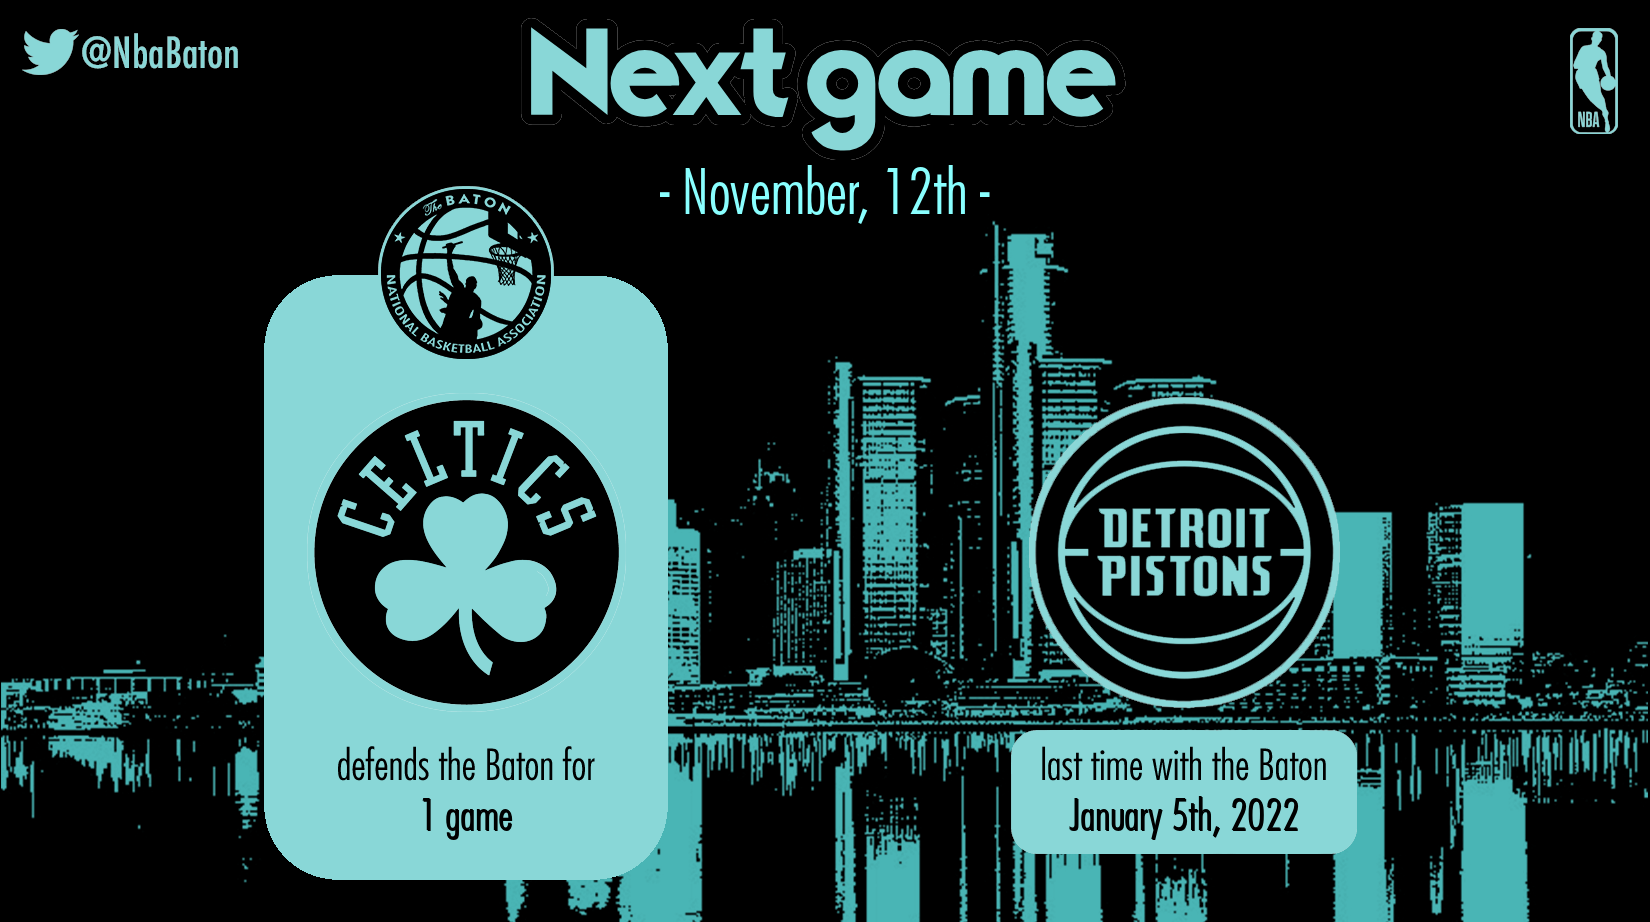 @NbaBaton
Next game
NBA
- November, 12th -
The BATON
NATIONAL BASKETBALL ASSOCIATION
CELTICS
DETROIT
PISTONS
defends the Baton for
1 game
last time with the Baton
January 5th, 2022